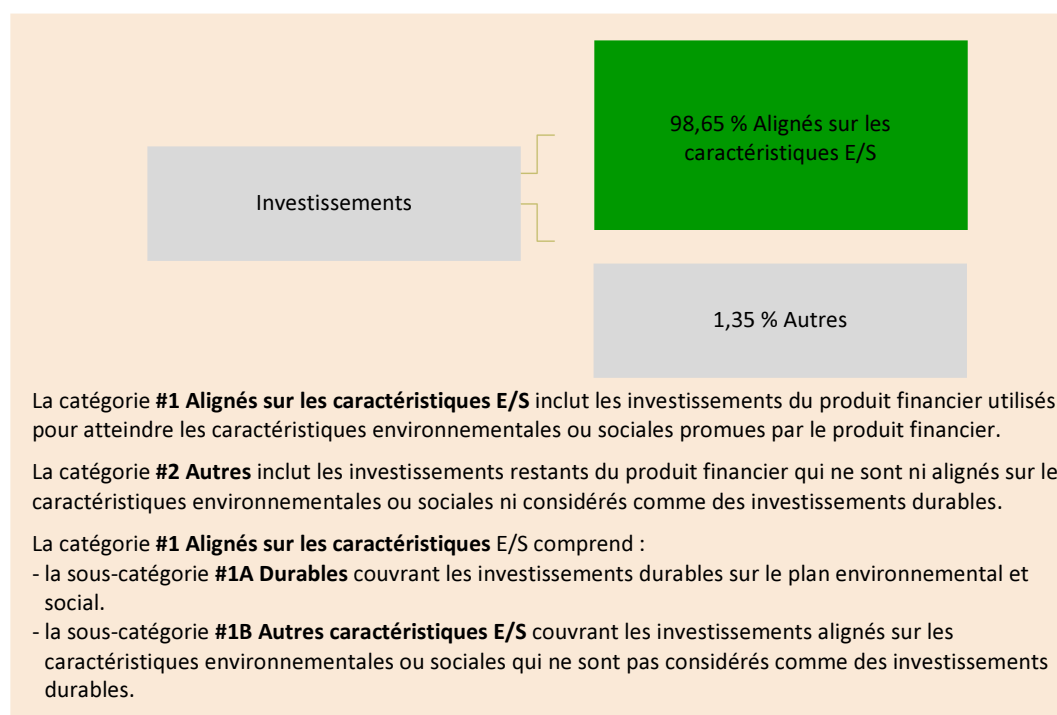 98,65 % Alignés sur les
caractéristiques E/S
Investissements
1,35 % Autres
La catégorie #1 Alignés sur les caractéristiques E/S inclut les investissements du produit financier utilisés
pour atteindre les caractéristiques environnementales ou sociales promues par le produit financier.
La catégorie #2 Autres inclut les investissements restants du produit financier qui ne sont ni alignés sur le
caractéristiques environnementales ou sociales ni considérés comme des investissements durables.
La catégorie #1 Alignés sur les caractéristiques E/S comprend :
- la sous-catégorie #1A Durables couvrant les investissements durables sur le plan environnemental et
social.
- la sous-catégorie #1B Autres caractéristiques E/S couvrant les investissements alignés sur les
caractéristiques environnementales ou sociales qui ne sont pas considérés comme des investissements
durables.